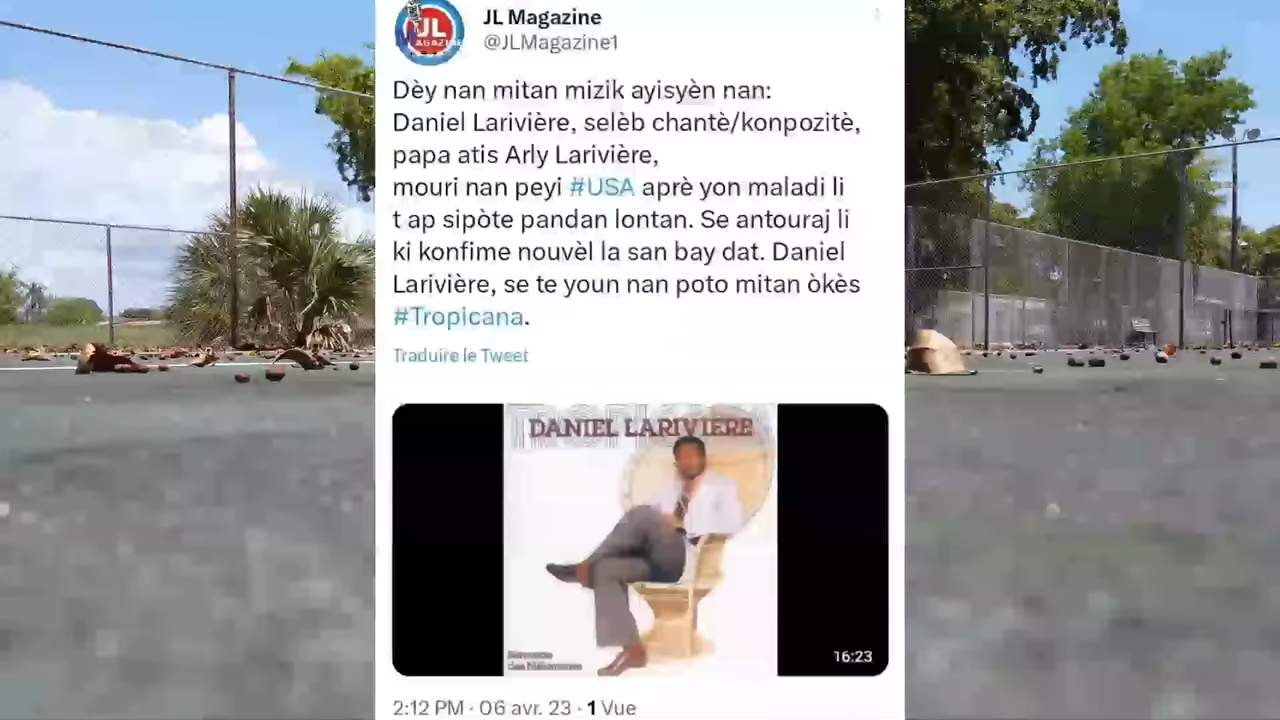 JL Magazine
@JLMagazine1
JL
MAGAZINE
Dèy nan mitan mizik ayisyèn nan:
Daniel Larivière, selèb chantè/konpozitè,
papa atis Arly Larivière,
mouri nan peyi #USA aprè yon maladi li
t ap sipòte pandan lontan. Se antouraj li
ki konfime nouvèl la san bay dat. Daniel
Larivière, se te youn nan poto mitan òkès
#Tropicana.
Traduire le Tweet
DANIEL LARIVIERE
16:23
2:12 PM · 06 avr. 23 · 1 Vue